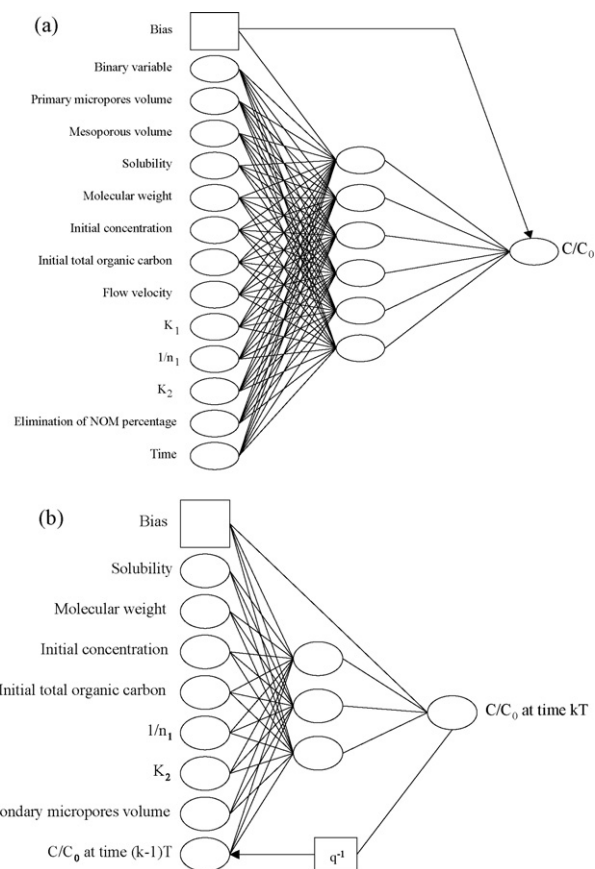 (a)
Bias
Binary variable
Primary micropores volume
Mesoporous volume
Solubility
Molecular weight
Initial concentration
Initial total organic carbon
Flow velocity
K₁
1/n₁
K₂
Elimination of NOM percentage
Time
C/C₀
(b)
Bias
Solubility
Molecular weight
Initial concentration
Initial total organic carbon
1/n₁
K₂
ondary micropores volume
C/C₀ at time (k-1)T
C/C₀ at time kT
q⁻¹